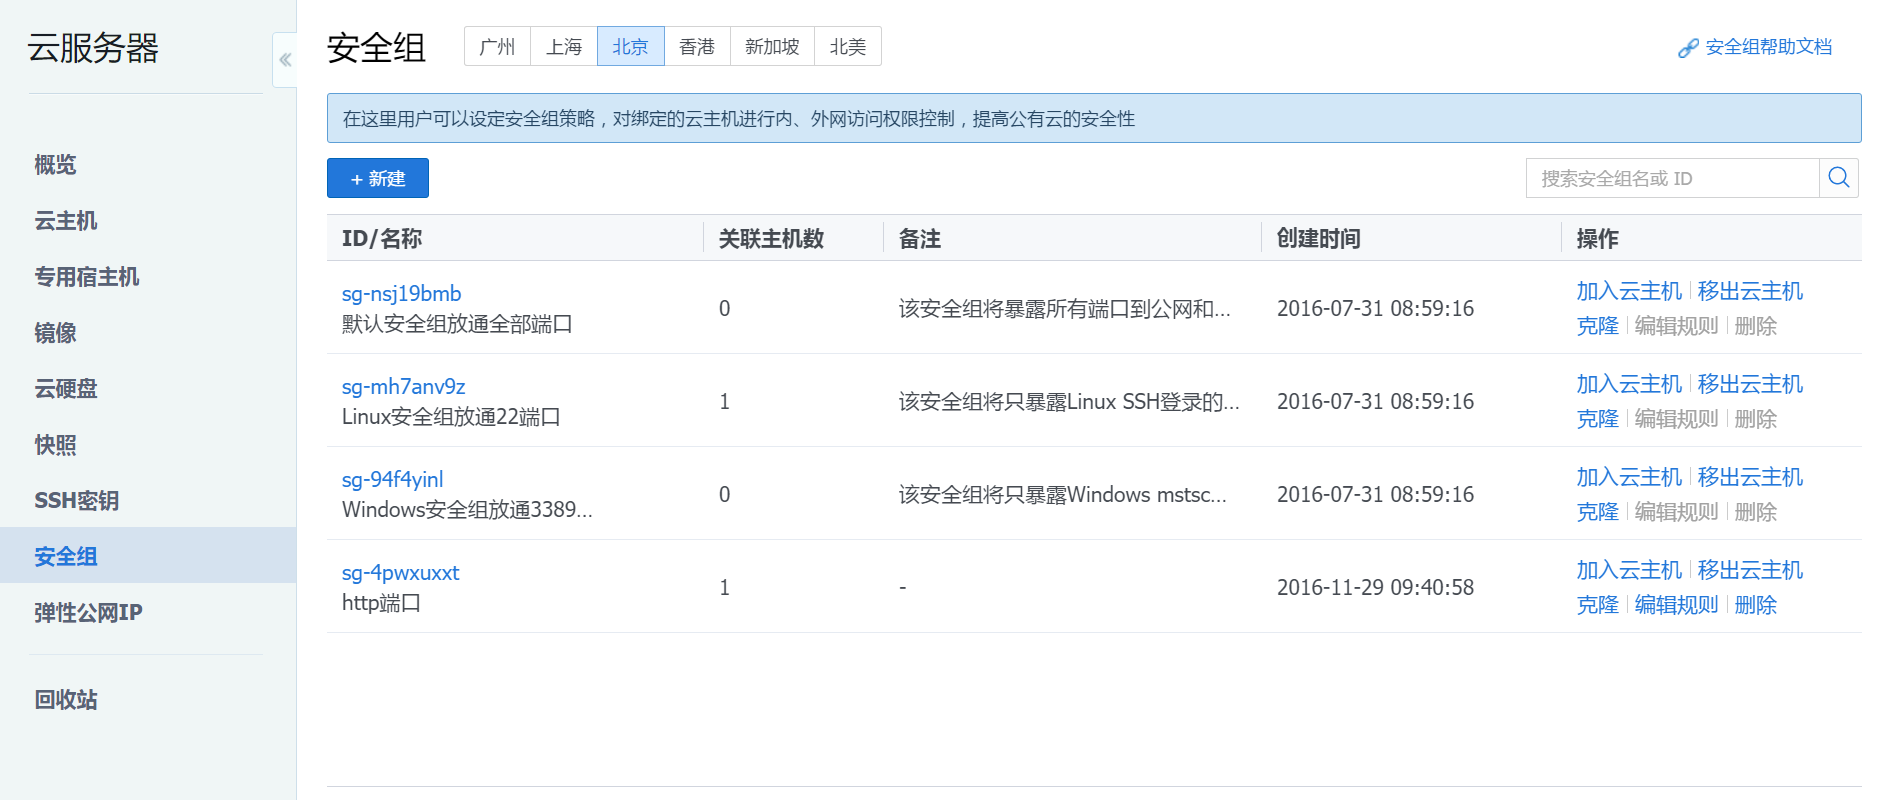 云服务器
«
概览
云主机
专用宿主机
镜像
云硬盘
快照
SSH密钥
安全组
弹性公网IP
回收站
安全组 广州 上海 北京 香港 新加坡 北美 安全组帮助文档
在这里用户可以设定安全组策略，对绑定的云主机进行内、外网访问权限控制，提高公有云的安全性
+ 新建 搜索安全组名或 ID
ID/名称 关联主机数 备注 创建时间 操作
sg-nsj19bmb
默认安全组放通全部端口
0 该安全组将暴露所有端口到公网和... 2016-07-31 08:59:16
加入云主机 移出云主机
克隆 编辑规则 删除
sg-mh7anv9z
Linux安全组放通22端口
1 该安全组将只暴露Linux SSH登录的... 2016-07-31 08:59:16
加入云主机 移出云主机
克隆 编辑规则 删除
sg-94f4yinl
Windows安全组放通3389...
0 该安全组将只暴露Windows mstsc... 2016-07-31 08:59:16
加入云主机 移出云主机
克隆 编辑规则 删除
sg-4pwxuxxt
http端口
1 - 2016-11-29 09:40:58
加入云主机 移出云主机
克隆 编辑规则 删除